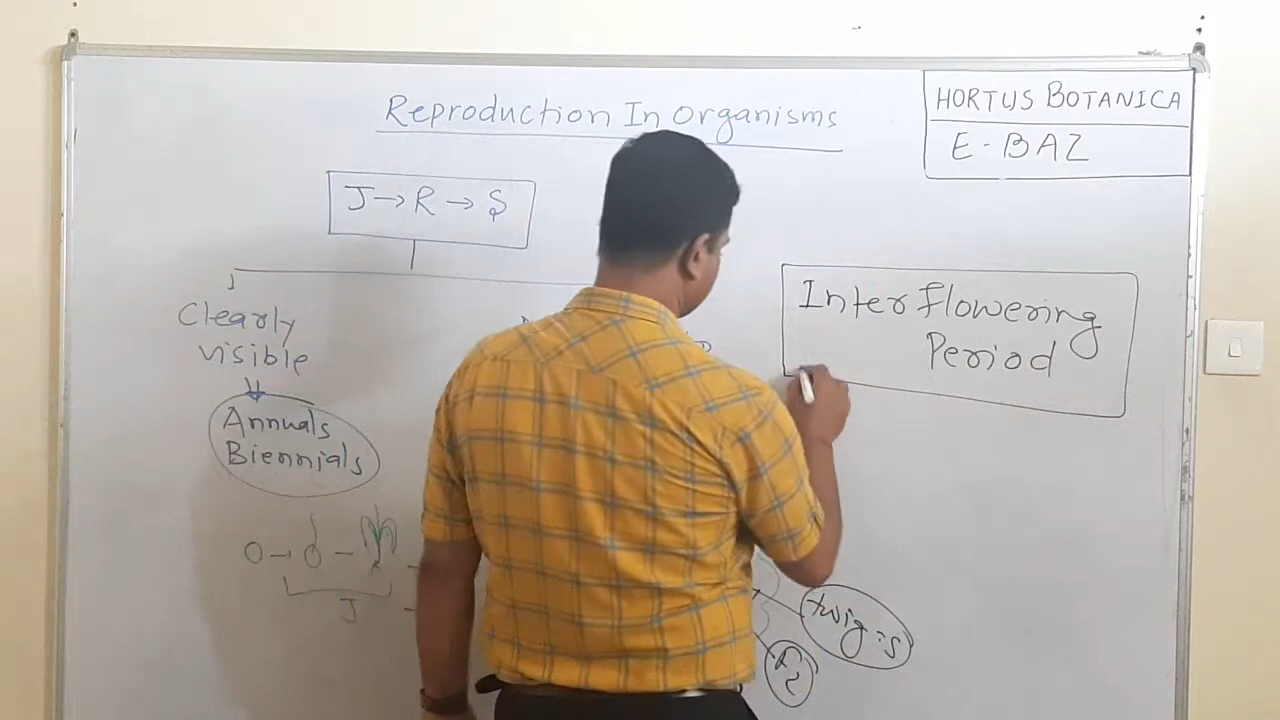 Reproduction In Organisms
HORTUS BOTANICA
E-BAZ
J → R → S
Clearly
visible
Annuals
Biennials
Inter Flowering
Period
O → O –
J
twig :s